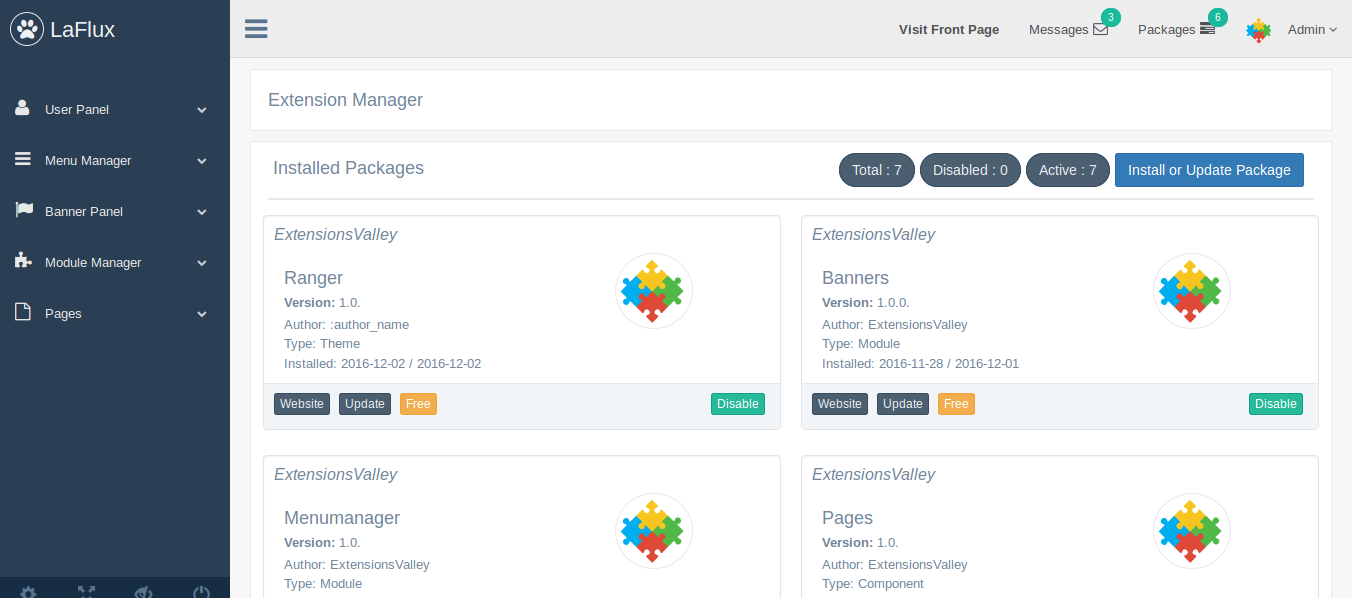 LaFlux
Visit Front Page
Messages 3
Packages 6
Admin
User Panel
Menu Manager
Banner Panel
Module Manager
Pages
Extension Manager
Installed Packages
Total : 7
Disabled : 0
Active : 7
Install or Update Package
ExtensionsValley
Ranger
Version: 1.0.
Author: :author_name
Type: Theme
Installed: 2016-12-02 / 2016-12-02
Website Update Free Disable
ExtensionsValley
Banners
Version: 1.0.0.
Author: ExtensionsValley
Type: Module
Installed: 2016-11-28 / 2016-12-01
Website Update Free Disable
ExtensionsValley
Menumanager
Version: 1.0.
Author: ExtensionsValley
Type: Module
ExtensionsValley
Pages
Version: 1.0.
Author: ExtensionsValley
Type: Component